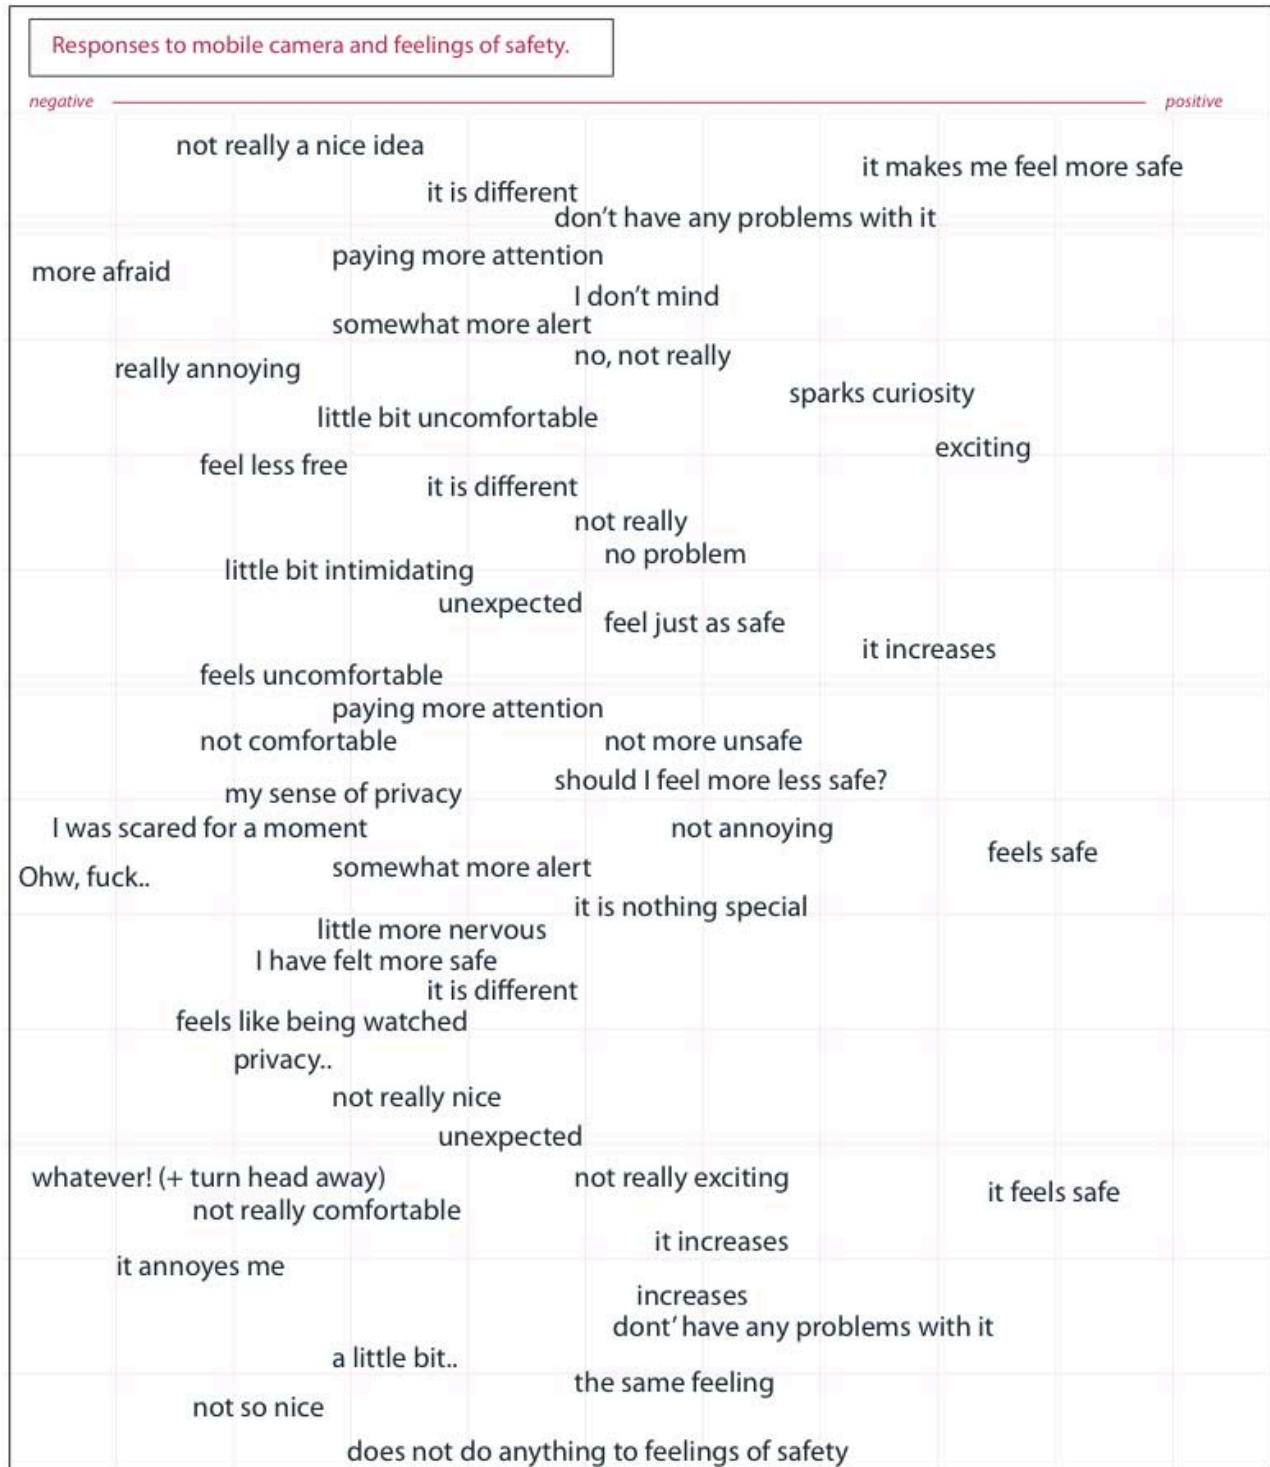 Responses to mobile camera and feelings of safety.
negative
positive
not really a nice idea
it makes me feel more safe
it is different
don't have any problems with it
paying more attention
more afraid
I don't mind
somewhat more alert
no, not really
really annoying
sparks curiosity
little bit uncomfortable
exciting
feel less free
it is different
not really
no problem
little bit intimidating
unexpected
feel just as safe
it increases
feels uncomfortable
paying more attention
not comfortable
not more unsafe
should I feel more less safe?
my sense of privacy
I was scared for a moment
not annoying
feels safe
somewhat more alert
Ohw, fuck..
it is nothing special
little more nervous
I have felt more safe
it is different
feels like being watched
privacy..
not really nice
unexpected
whatever! (+ turn head away)
not really exciting
it feels safe
not really comfortable
it increases
it annoyes me
increases
dont' have any problems with it
a little bit..
the same feeling
not so nice
does not do anything to feelings of safety